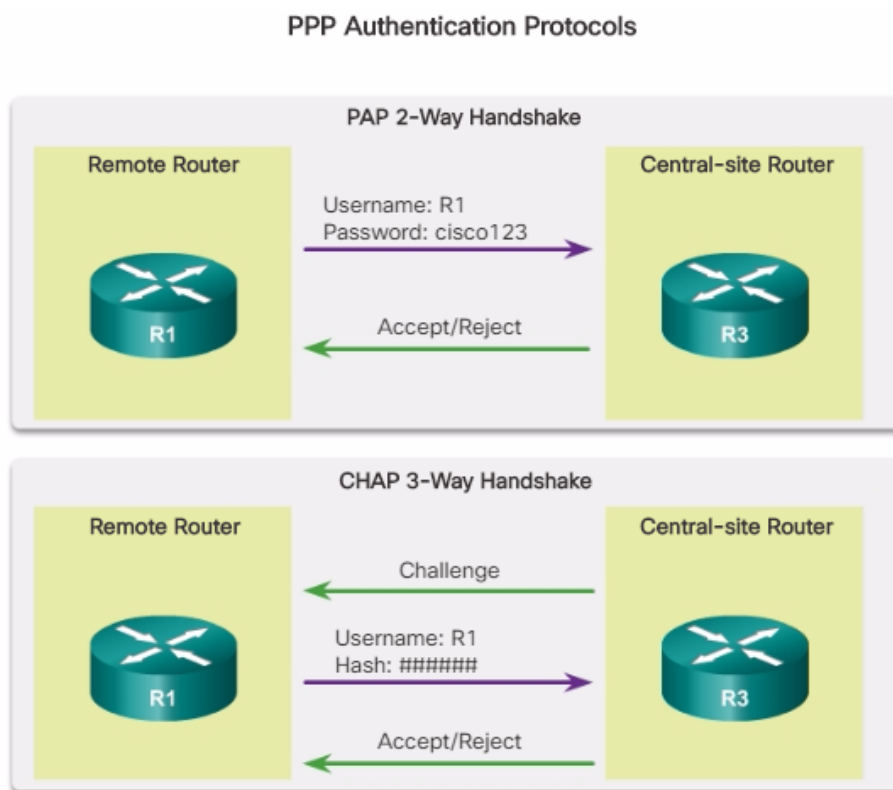 PPP Authentication Protocols
PAP 2-Way Handshake
Remote Router
Central-site Router
Username: R1
Password: cisco123
Accept/Reject
R1
R3
CHAP 3-Way Handshake
Remote Router
Central-site Router
Challenge
Username: R1
Hash: ######
Accept/Reject
R1
R3